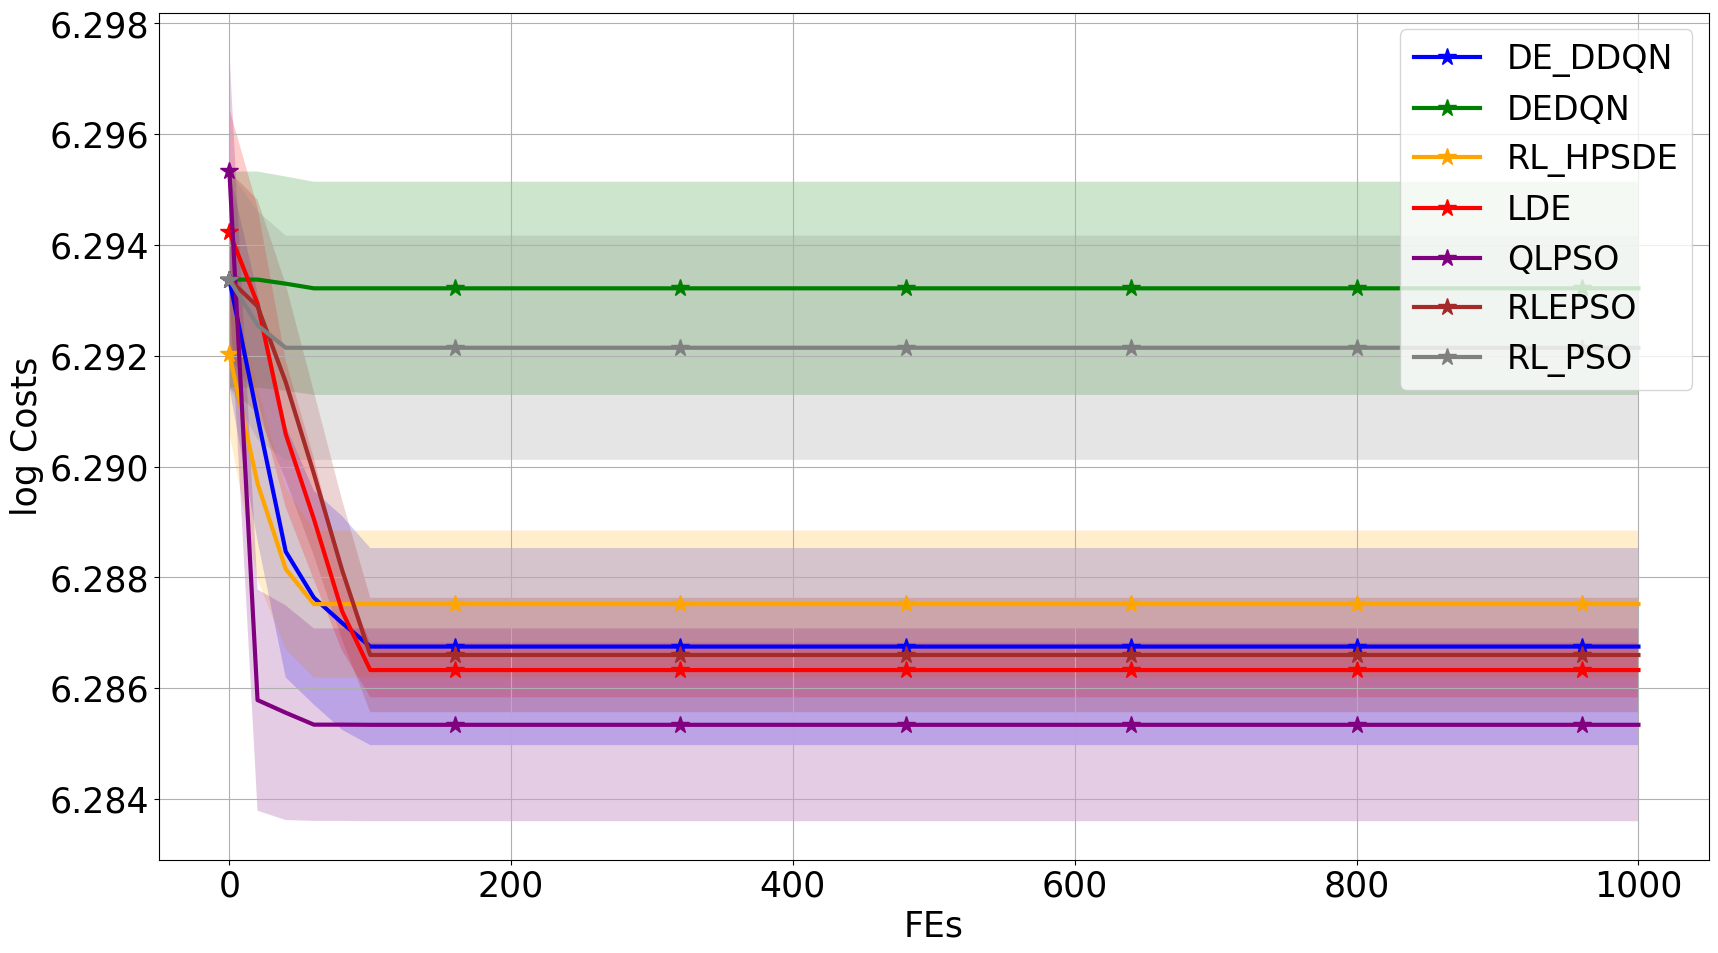 6.298
6.296
6.294
6.292
6.290
6.288
6.286
6.284
log Costs
0
200
400
600
800
1000
FEs
DE_DDQN
DEDQN
RL_HPSDE
LDE
QLPSO
RLEPSO
RL_PSO